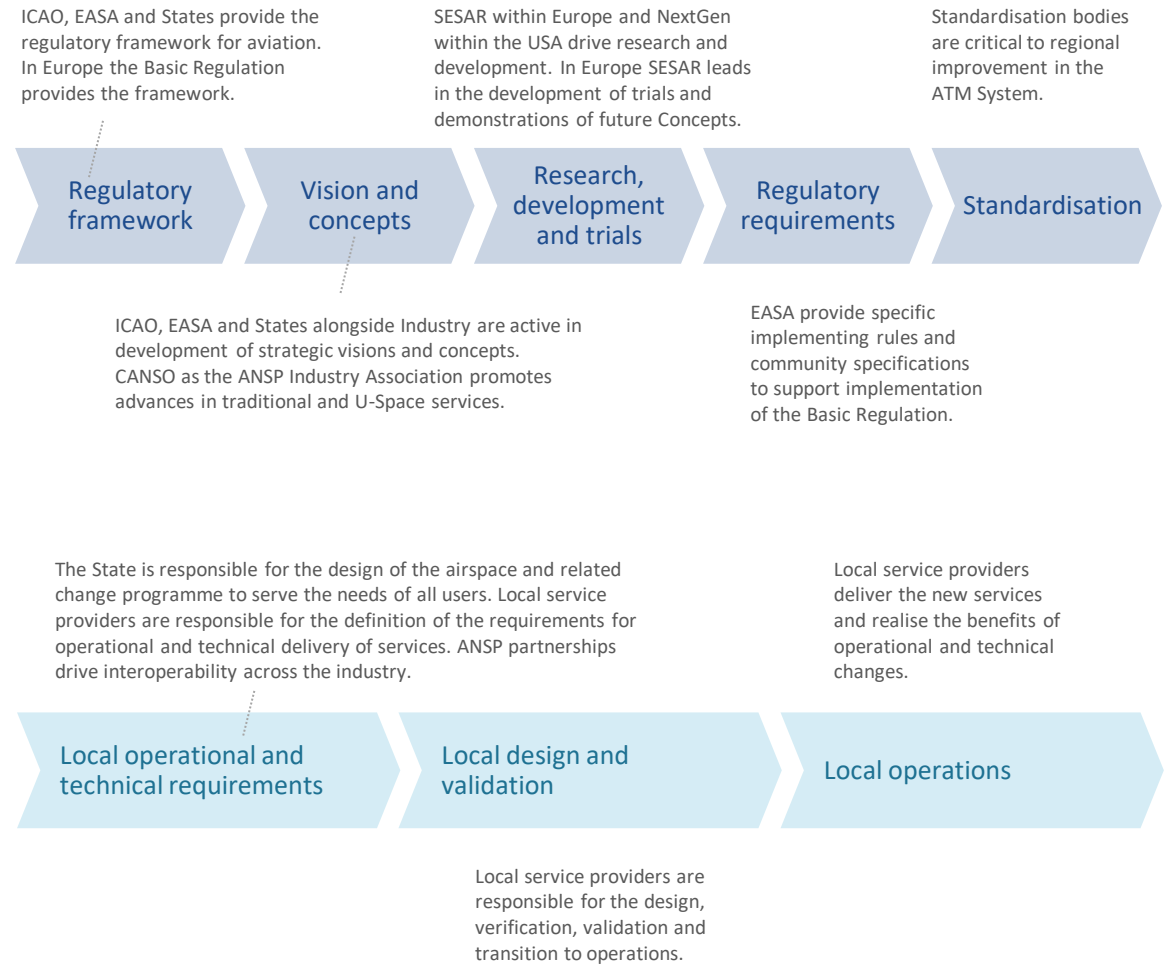 ICAO, EASA and States provide the
regulatory framework for aviation.
In Europe the Basic Regulation
provides the framework.
SESAR within Europe and NextGen
within the USA drive research and
development. In Europe SESAR leads
in the development of trials and
demonstrations of future Concepts.
Standardisation bodies
are critical to regional
improvement in the
ATM System.
Regulatory
framework
Vision and
concepts
Research,
development
and trials
Regulatory
requirements
Standardisation
ICAO, EASA and States alongside Industry are active in
development of strategic visions and concepts.
CANSO as the ANSP Industry Association promotes
advances in traditional and U-Space services.
EASA provide specific
implementing rules and
community specifications
to support implementation
of the Basic Regulation.
The State is responsible for the design of the airspace and related
change programme to serve the needs of all users. Local service
providers are responsible for the definition of the requirements for
operational and technical delivery of services. ANSP partnerships
drive interoperability across the industry.
Local service providers
deliver the new services
and realise the benefits of
operational and technical
changes.
Local operational and
technical requirements
Local design and
validation
Local operations
Local service providers are
responsible for the design,
verification, validation and
transition to operations.